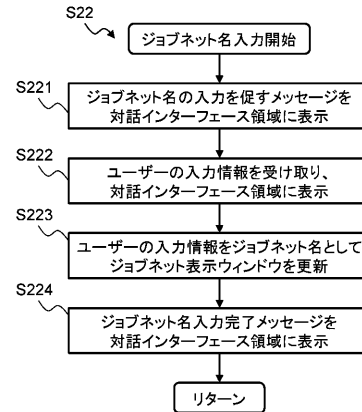 S22
ジョブネット名入力開始
S221
ジョブネット名の入力を促すメッセージを
対話インターフェース領域に表示
S222
ユーザーの入力情報を受け取り、
対話インターフェース領域に表示
S223
ユーザーの入力情報をジョブネット名として
ジョブネット表示ウィンドウを更新
S224
ジョブネット名入力完了メッセージを
対話インターフェース領域に表示
リターン